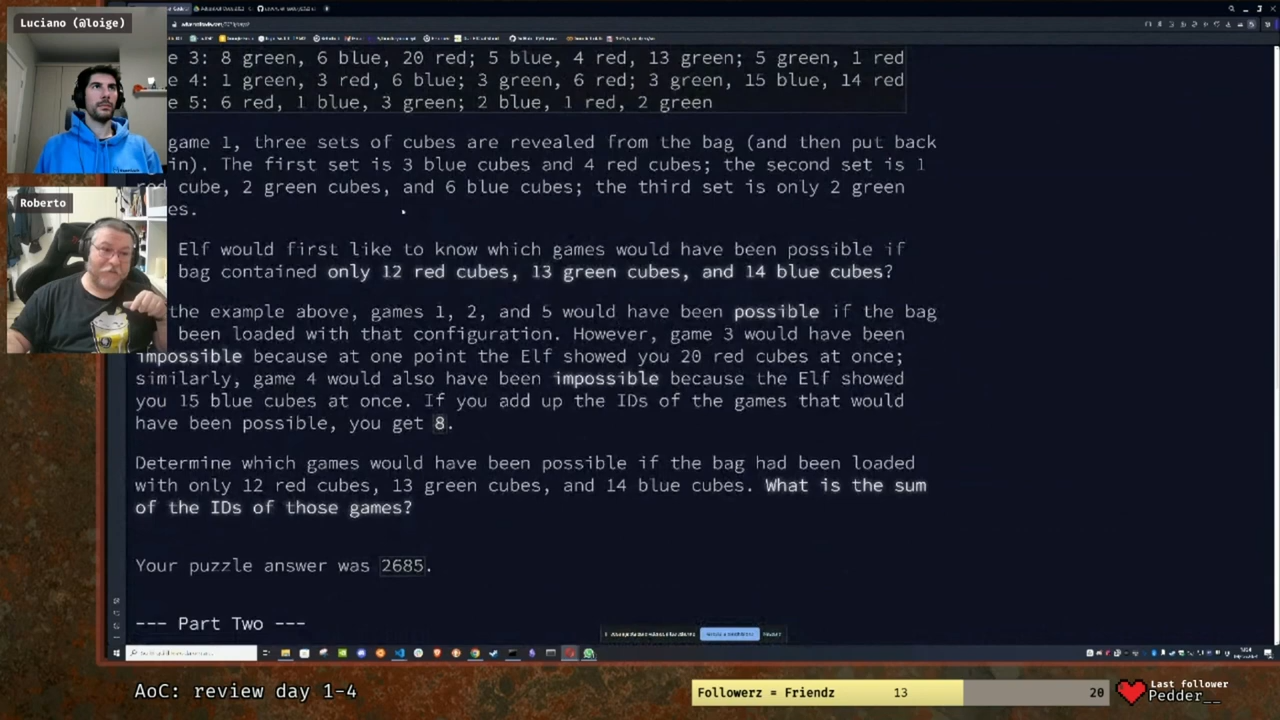 Luciano (@loige)
e 3: 8 green, 6 blue, 20 red; 5 blue, 4 red, 13 green; 5 green, 1 red
e 4: 1 green, 3 red, 6 blue; 3 green, 6 red; 3 green, 15 blue, 14 red
e 5: 6 red, 1 blue, 3 green; 2 blue, 1 red, 2 green
game 1, three sets of cubes are revealed from the bag (and then put back
in). The first set is 3 blue cubes and 4 red cubes; the second set is 1
red cube, 2 green cubes, and 6 blue cubes; the third set is only 2 green
es.
Roberto
Elf would first like to know which games would have been possible if
bag contained only 12 red cubes, 13 green cubes, and 14 blue cubes?
the example above, games 1, 2, and 5 would have been possible if the bag
been loaded with that configuration. However, game 3 would have been
impossible because at one point the Elf showed you 20 red cubes at once;
similarly, game 4 would also have been impossible because the Elf showed
you 15 blue cubes at once. If you add up the IDs of the games that would
have been possible, you get 8.
Determine which games would have been possible if the bag had been loaded
with only 12 red cubes, 13 green cubes, and 14 blue cubes. What is the sum
of the IDs of those games?
Your puzzle answer was 2685.
--- Part Two ---
AoC: review day 1-4
Followerz = Friendz 13 20
Last follower
Pedder__